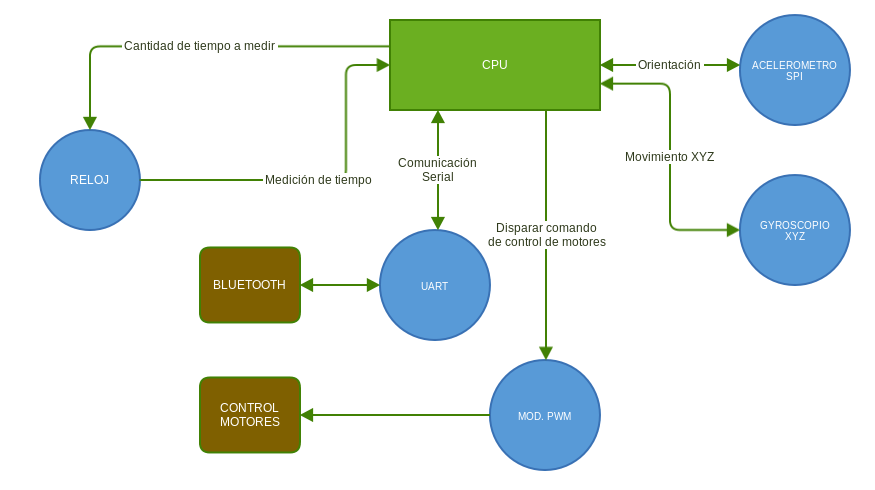 Cantidad de tiempo a medir
CPU
Orientación
ACELEROMETRO
SPI
RELOJ
Medición de tiempo
Comunicación
Serial
Movimiento XYZ
Disparar comando
de control de motores
GYROSCOPIO
XYZ
BLUETOOTH
UART
CONTROL
MOTORES
MOD. PWM